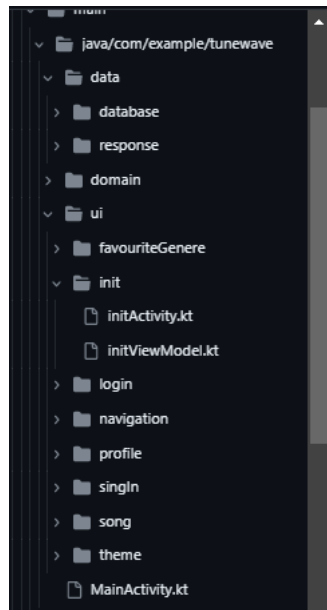 main
java/com/example/tunewave
data
database
response
domain
ui
favouriteGenere
init
initActivity.kt
initViewModel.kt
login
navigation
profile
singIn
song
theme
MainActivity.kt